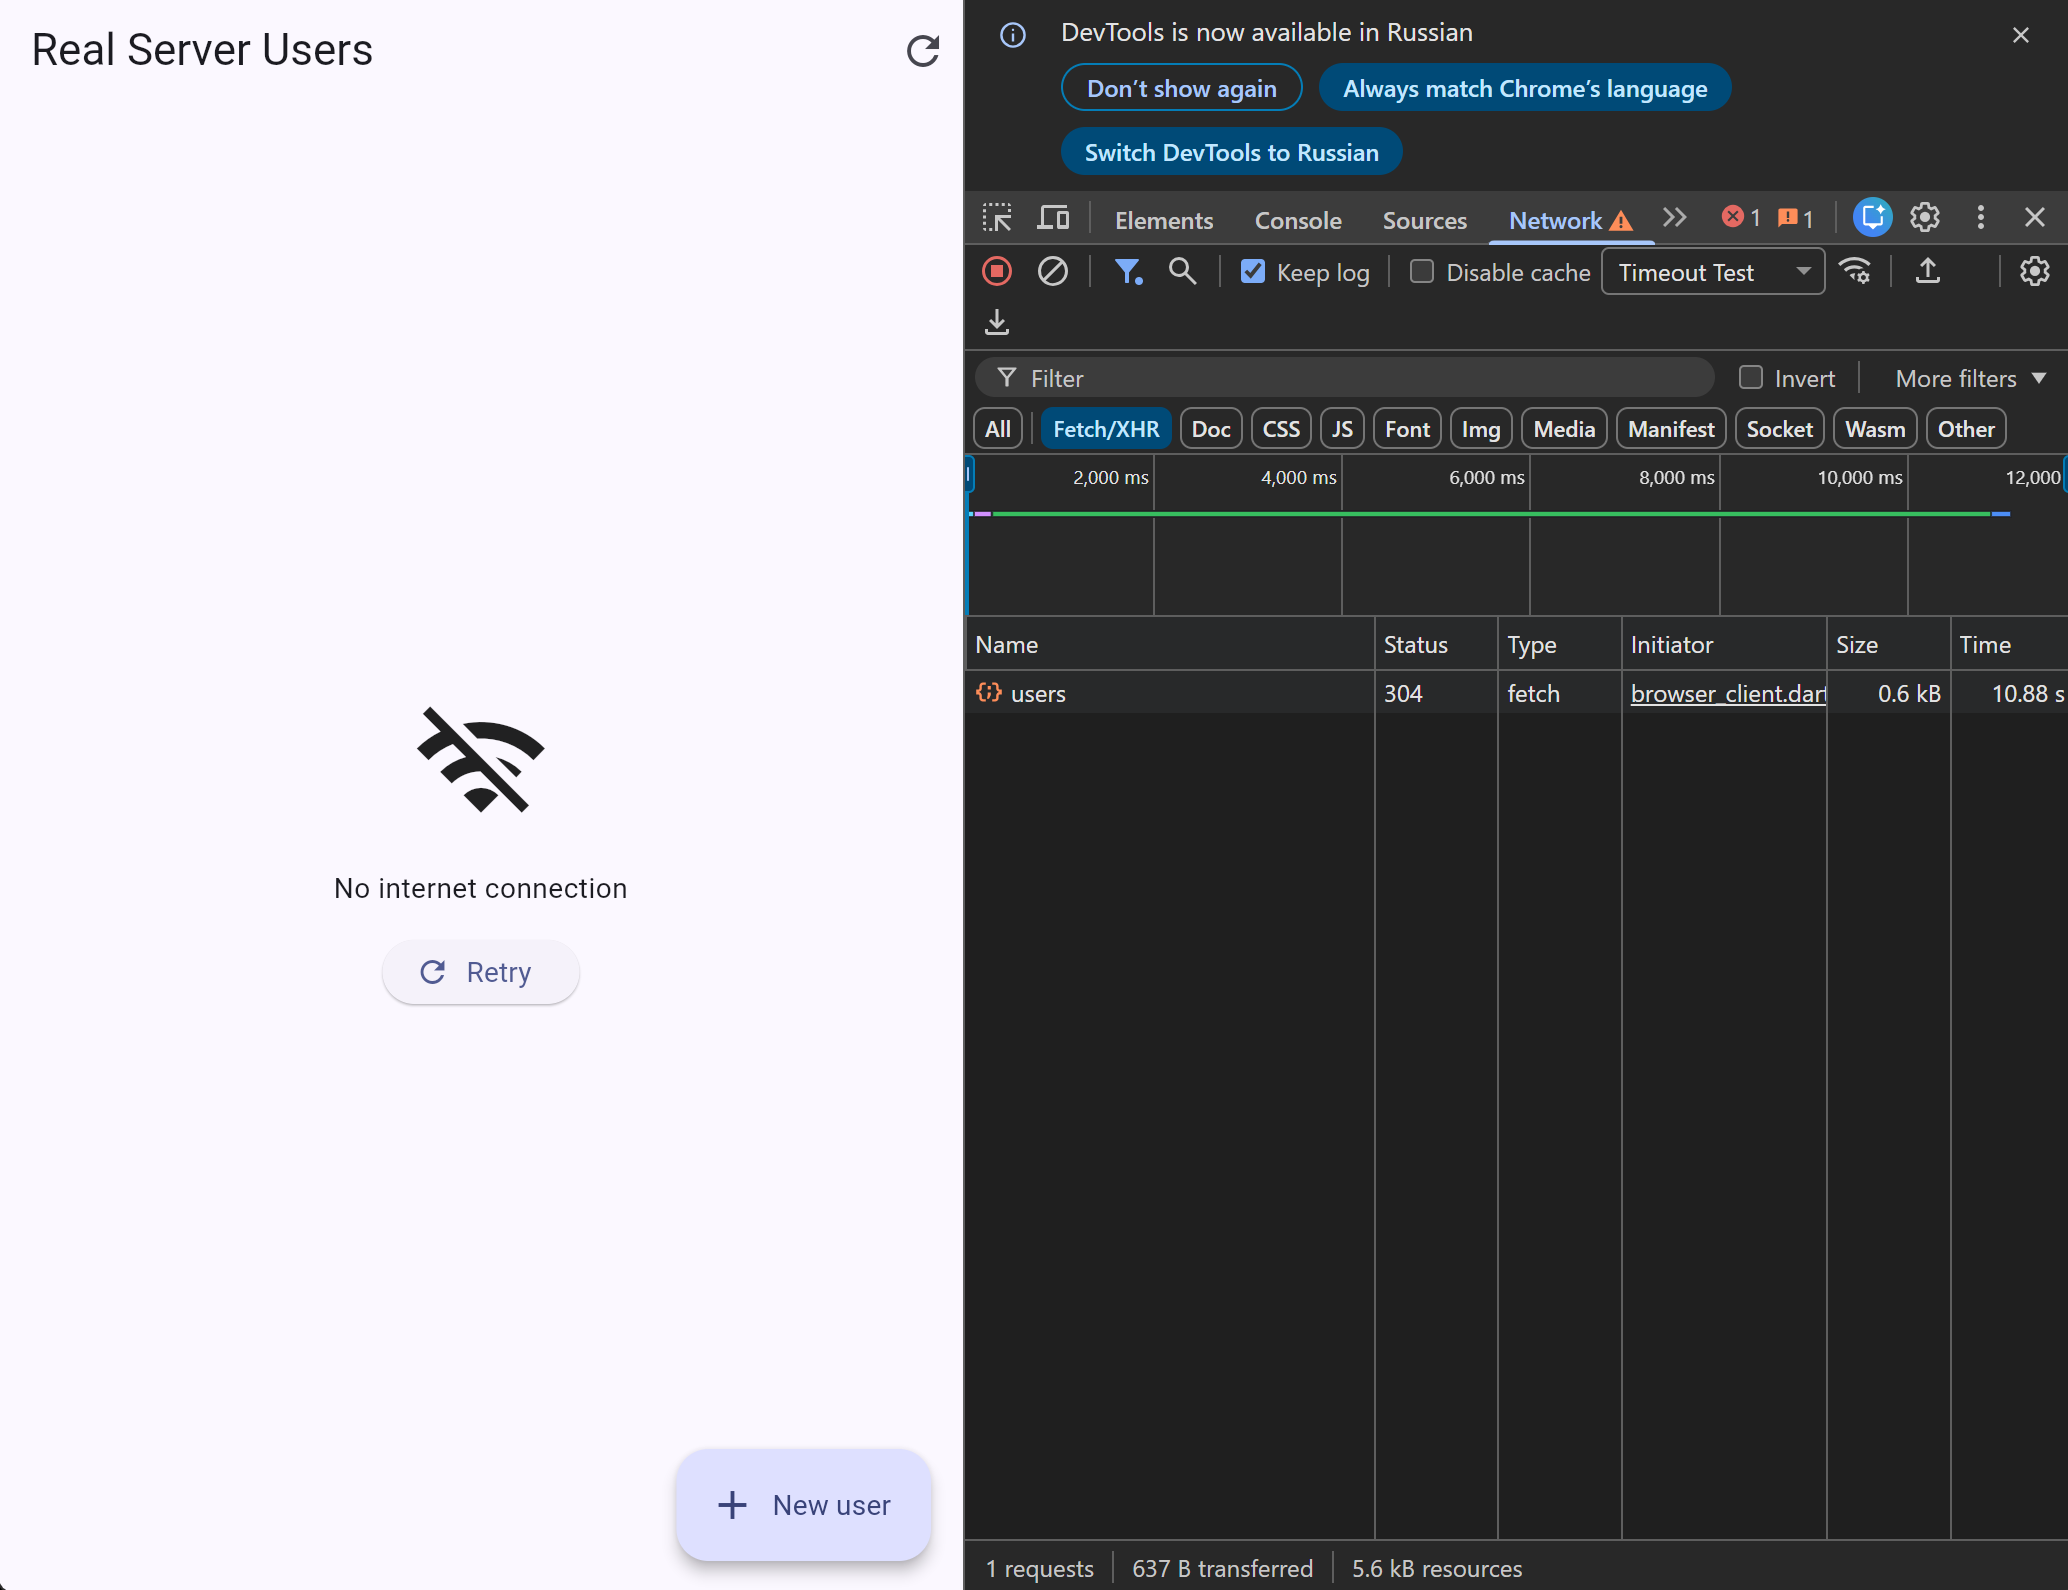 Real Server Users
No internet connection
Retry
New user
DevTools is now available in Russian
Don’t show again
Always match Chrome’s language
Switch DevTools to Russian
Elements Console Sources Network 1 1
Keep log Disable cache Timeout Test
Filter Invert More filters
All Fetch/XHR Doc CSS JS Font Img Media Manifest Socket Wasm Other
2,000 ms 4,000 ms 6,000 ms 8,000 ms 10,000 ms 12,000
Name Status Type Initiator Size Time
users 304 fetch browser_client.dart 0.6 kB 10.88 s
1 requests 637 B transferred 5.6 kB resources